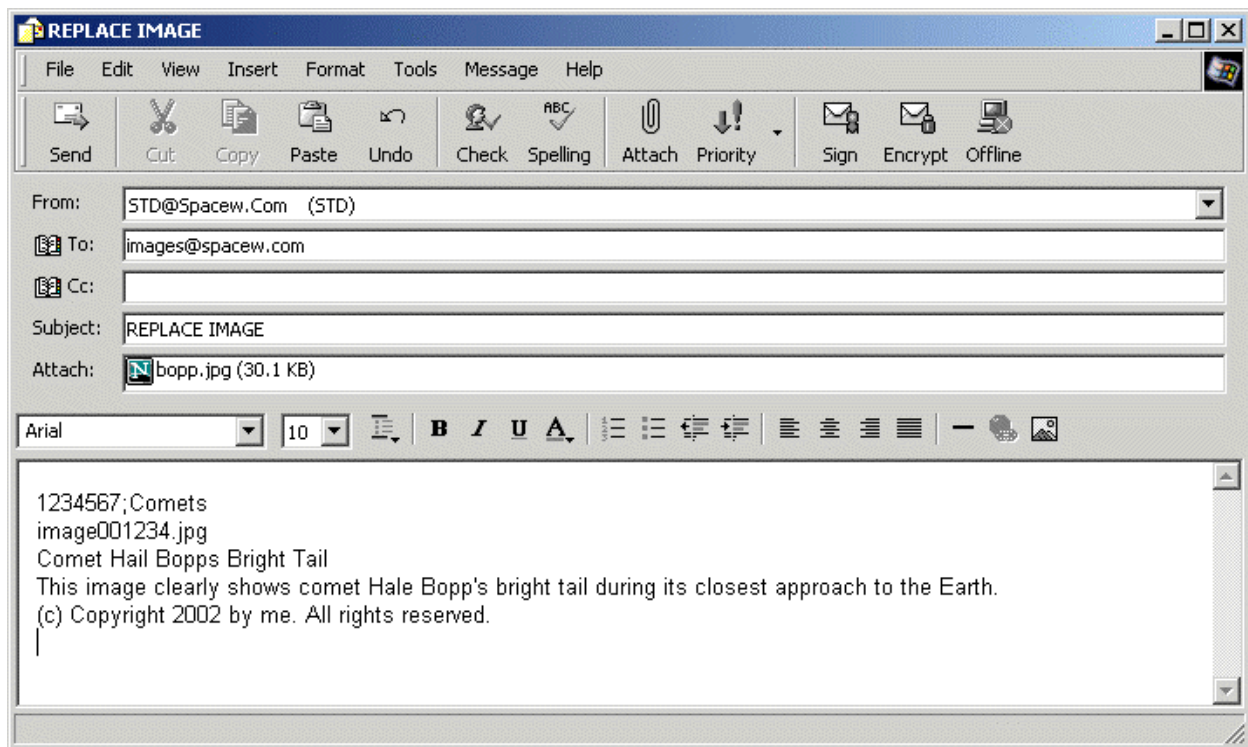 REPLACE IMAGE
File Edit View Insert Format Tools Message Help
ABC
Send Cut Copy Paste Undo Check Spelling Attach Priority Sign Encrypt Offline
From: STD@Spacew.Com (STD)
To: images@spacew.com
Cc:
Subject: REPLACE IMAGE
Attach: N bopp.jpg (30.1 KB)
Arial 10 B I U A
1234567;Comets
image001234.jpg
Comet Hail Bopps Bright Tail
This image clearly shows comet Hale Bopp's bright tail during its closest approach to the Earth.
(c) Copyright 2002 by me. All rights reserved.